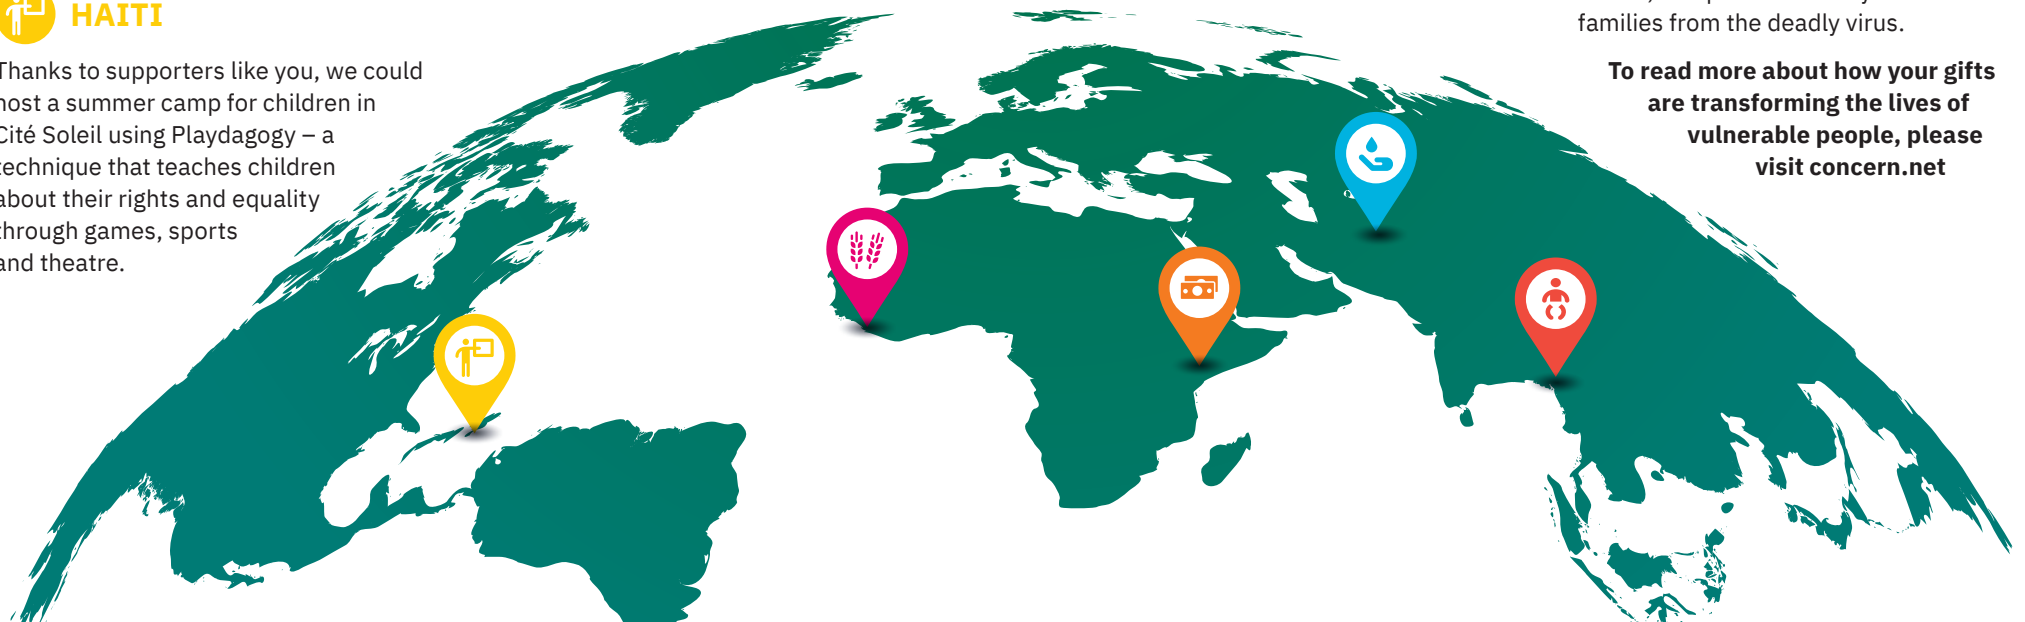 HAITI
Thanks to supporters like you, we could
host a summer camp for children in
Cité Soleil using Playdagogy – a
technique that teaches children
about their rights and equality
through games, sports
and theatre.
families from the deadly virus.
To read more about how your gifts
are transforming the lives of
vulnerable people, please
visit concern.net